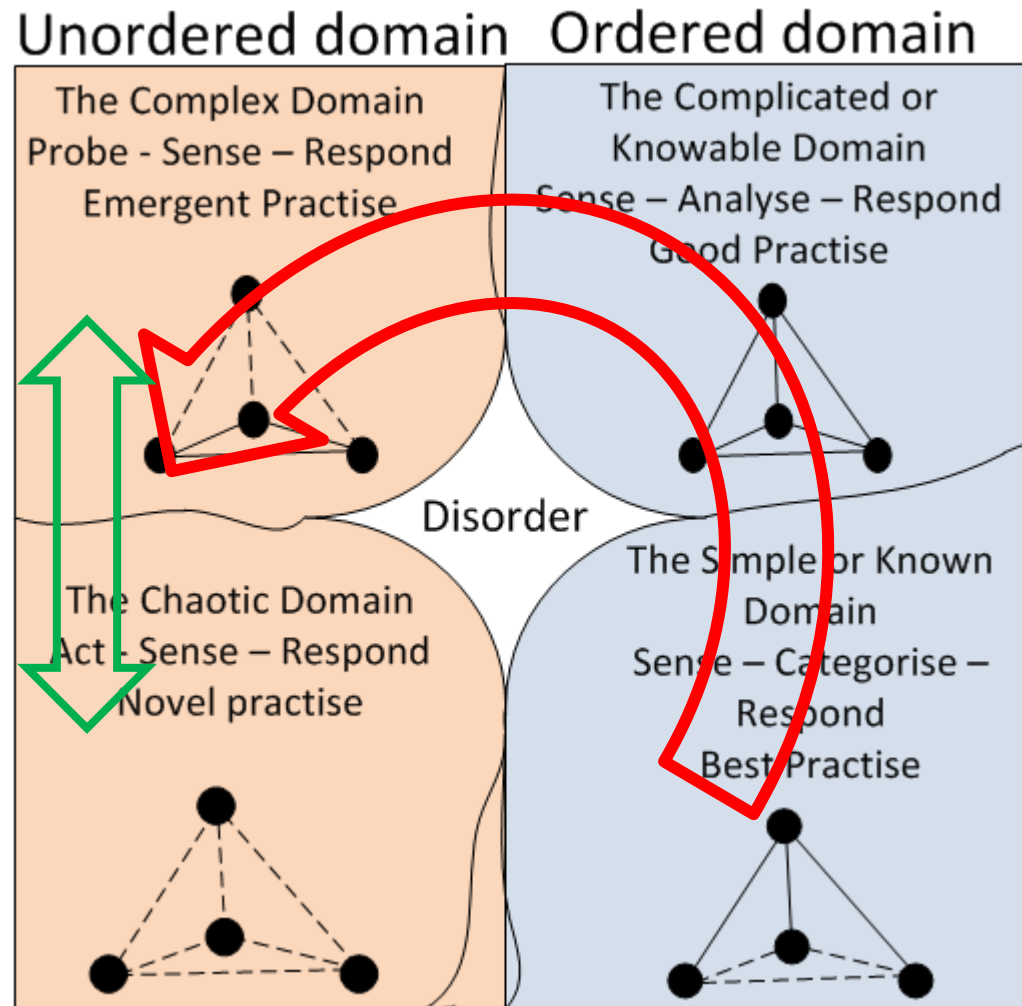 Unordered domain
Ordered domain
The Complex Domain
Probe - Sense – Respond
Emergent Practise
The Complicated or
Knowable Domain
Sense – Analyse – Respond
Good Practise
Disorder
The Chaotic Domain
Act - Sense – Respond
Novel practise
The Simple or Known
Domain
Sense – Categorise –
Respond
Best Practise